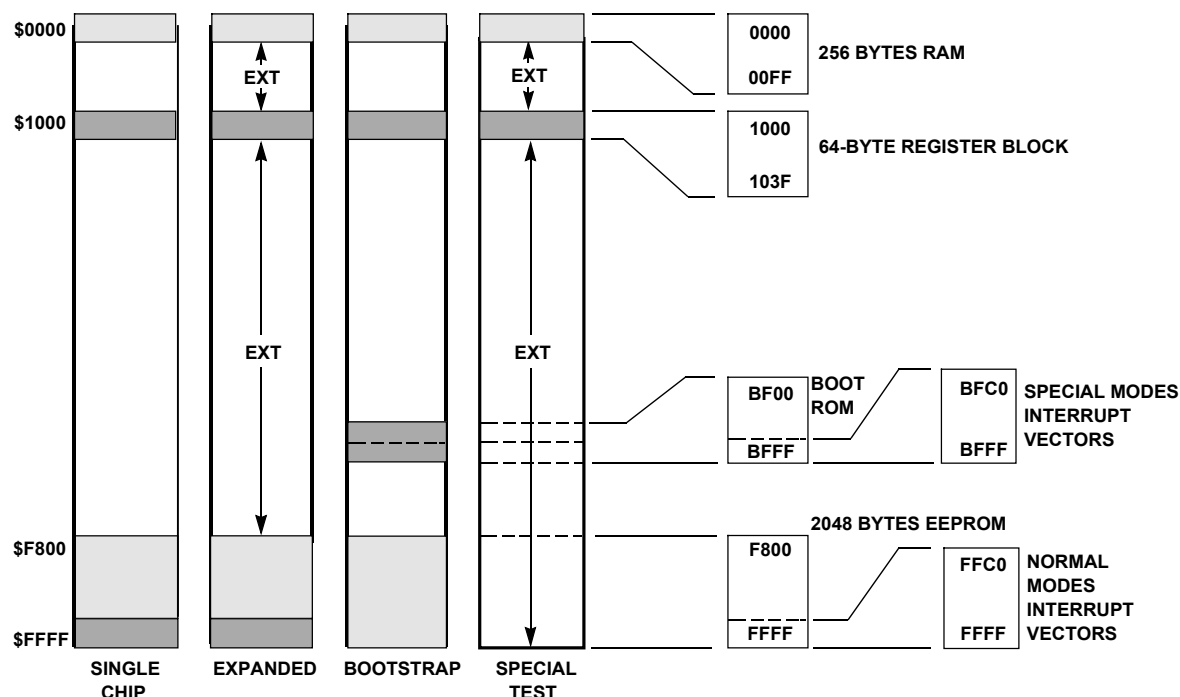 $0000
EXT
EXT
0000
00FF
256 BYTES RAM
$1000
1000
103F
64-BYTE REGISTER BLOCK
EXT
EXT
BF00
BFFF
BOOT
ROM
BFC0
BFFF
SPECIAL MODES
INTERRUPT
VECTORS
2048 BYTES EEPROM
$F800
F800
FFFF
FFC0
FFFF
NORMAL
MODES
INTERRUPT
VECTORS
$FFFF
SINGLE
CHIP
EXPANDED
BOOTSTRAP
SPECIAL
TEST